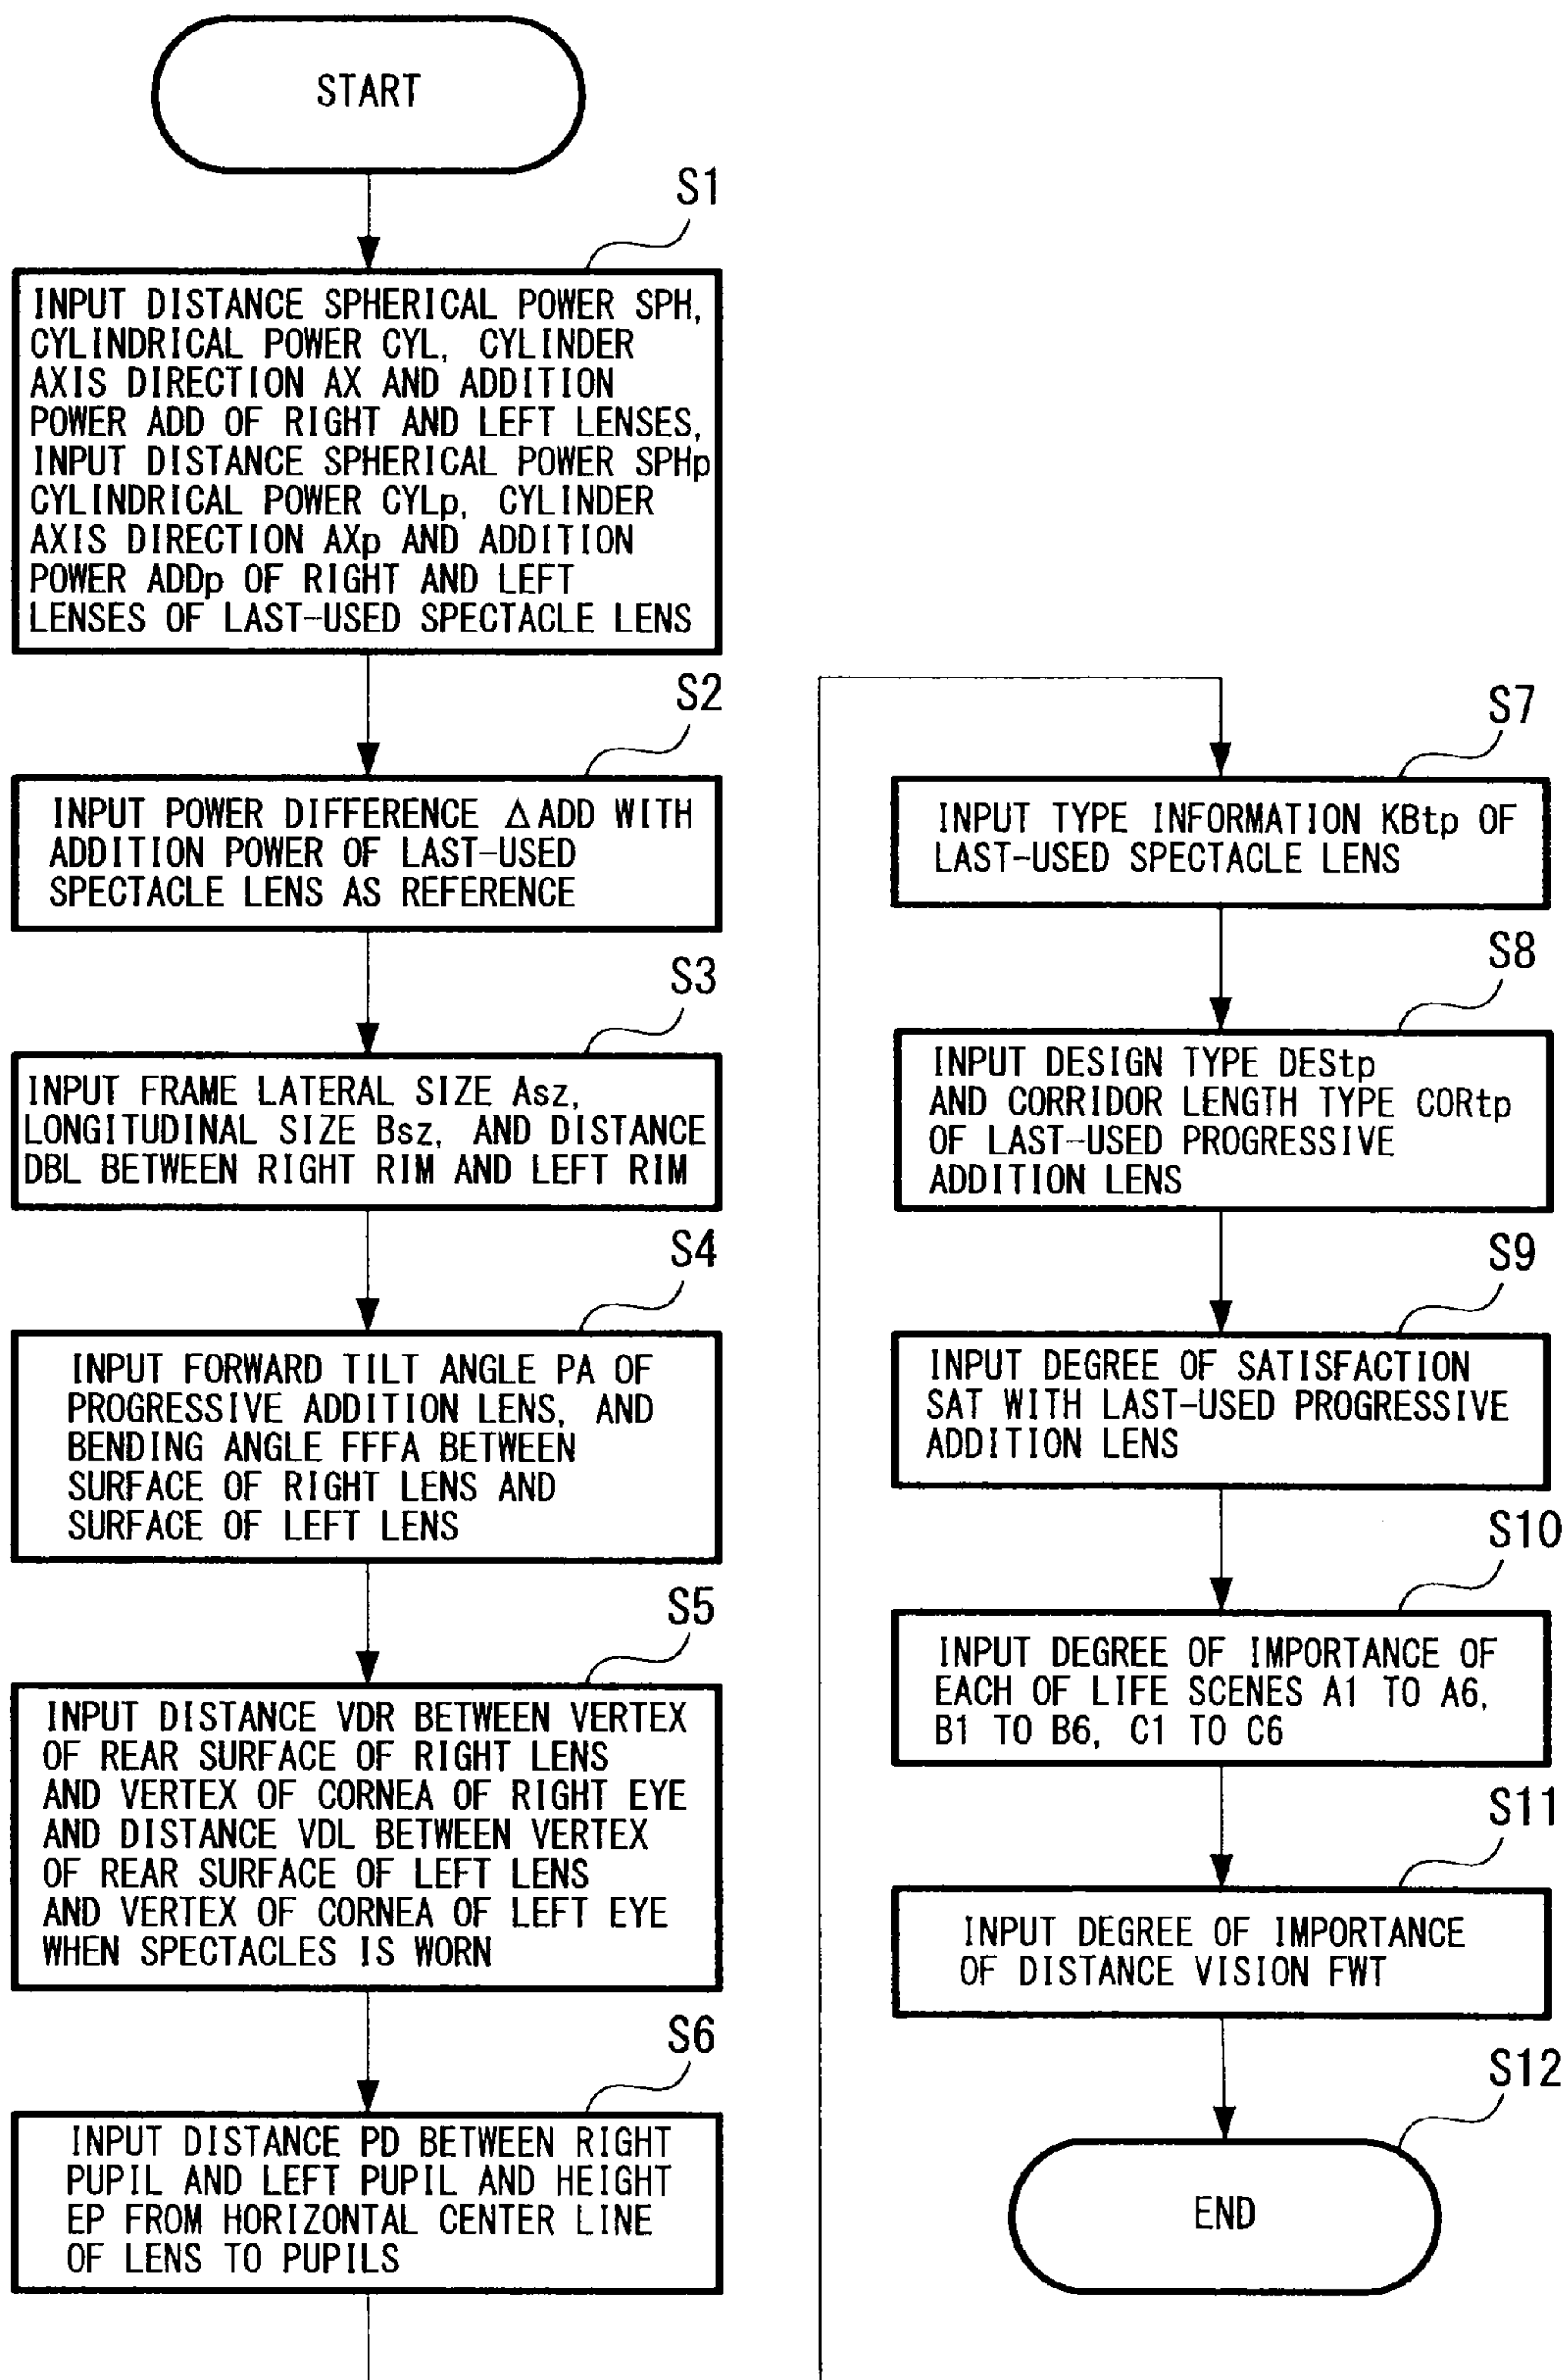 START
S1
INPUT DISTANCE SPHERICAL POWER SPH,
CYLINDRICAL POWER CYL, CYLINDER
AXIS DIRECTION AX AND ADDITION
POWER ADD OF RIGHT AND LEFT LENSES,
INPUT DISTANCE SPHERICAL POWER SPHp
CYLINDRICAL POWER CYLp, CYLINDER
AXIS DIRECTION AXp AND ADDITION
POWER ADDp OF RIGHT AND LEFT
LENSES OF LAST-USED SPECTACLE LENS
S2
INPUT POWER DIFFERENCE ΔADD WITH
ADDITION POWER OF LAST-USED
SPECTACLE LENS AS REFERENCE
S3
INPUT FRAME LATERAL SIZE Asz,
LONGITUDINAL SIZE Bsz, AND DISTANCE
DBL BETWEEN RIGHT RIM AND LEFT RIM
S4
INPUT FORWARD TILT ANGLE PA OF
PROGRESSIVE ADDITION LENS, AND
BENDING ANGLE FFFA BETWEEN
SURFACE OF RIGHT LENS AND
SURFACE OF LEFT LENS
S5
INPUT DISTANCE VDR BETWEEN VERTEX
OF REAR SURFACE OF RIGHT LENS
AND VERTEX OF CORNEA OF RIGHT EYE
AND DISTANCE VDL BETWEEN VERTEX
OF REAR SURFACE OF LEFT LENS
AND VERTEX OF CORNEA OF LEFT EYE
WHEN SPECTACLES IS WORN
S6
INPUT DISTANCE PD BETWEEN RIGHT
PUPIL AND LEFT PUPIL AND HEIGHT
EP FROM HORIZONTAL CENTER LINE
OF LENS TO PUPILS
S7
INPUT TYPE INFORMATION KBtp OF
LAST-USED SPECTACLE LENS
S8
INPUT DESIGN TYPE DEStp
AND CORRIDOR LENGTH TYPE CORtp
OF LAST-USED PROGRESSIVE
ADDITION LENS
S9
INPUT DEGREE OF SATISFACTION
SAT WITH LAST-USED PROGRESSIVE
ADDITION LENS
S10
INPUT DEGREE OF IMPORTANCE OF
EACH OF LIFE SCENES A1 TO A6,
B1 TO B6, C1 TO C6
S11
INPUT DEGREE OF IMPORTANCE
OF DISTANCE VISION FWT
S12
END